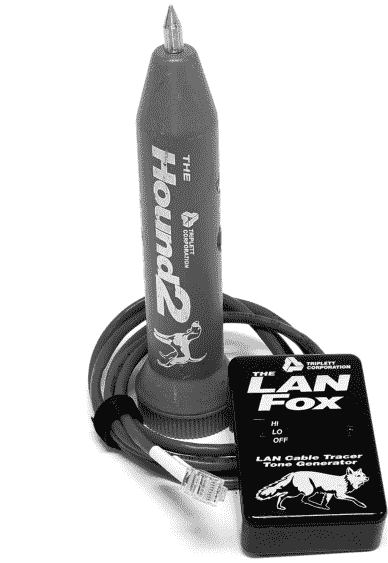 THE
Hound2
TRIPLETT
CORPORATION
TRIPLETT
CORPORATION
THE
LAN
FOX
HI
LO
OFF
LAN Cable Tracer
Tone Generator